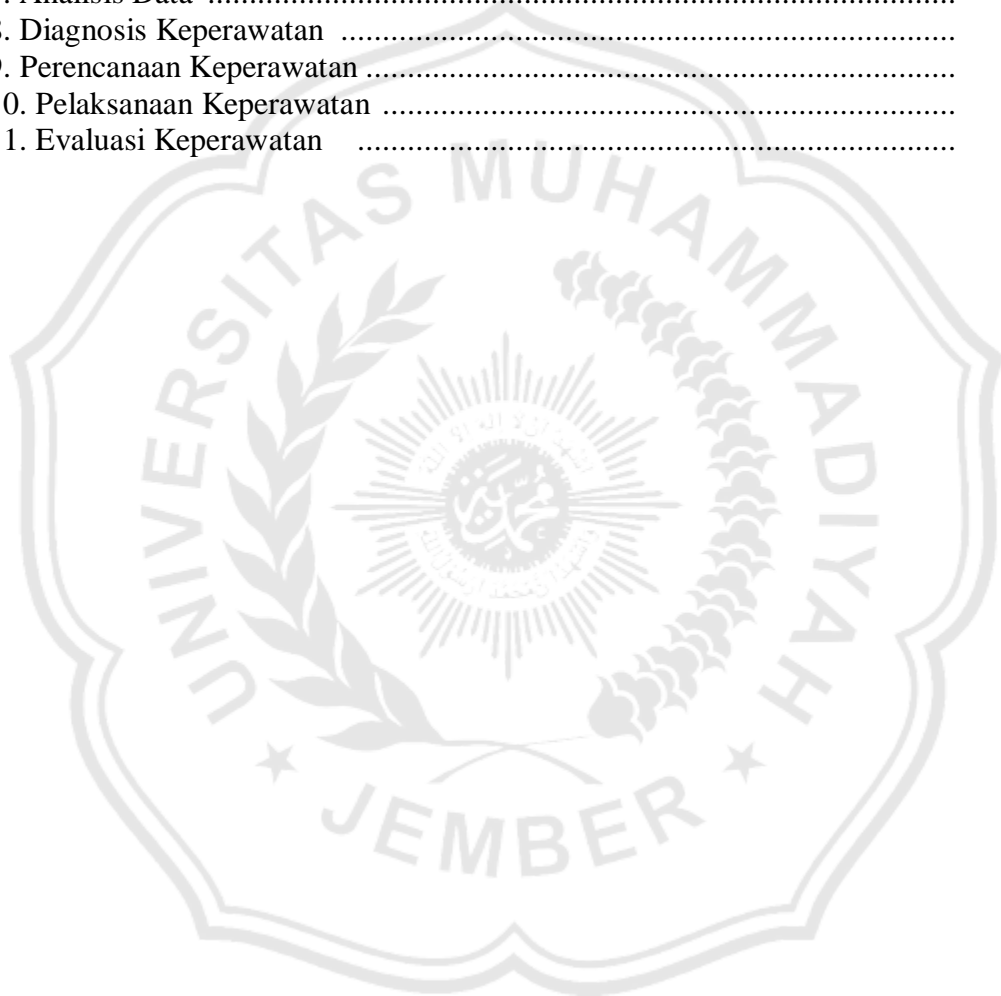 . Analisis Data ..........................................................................................
. Diagnosis Keperawatan ..........................................................................
. Perencanaan Keperawatan .......................................................................
0. Pelaksanaan Keperawatan .....................................................................
1. Evaluasi Keperawatan ........................................................................
UNIVERSITAS MUHAMMADIYAH
JEMBER